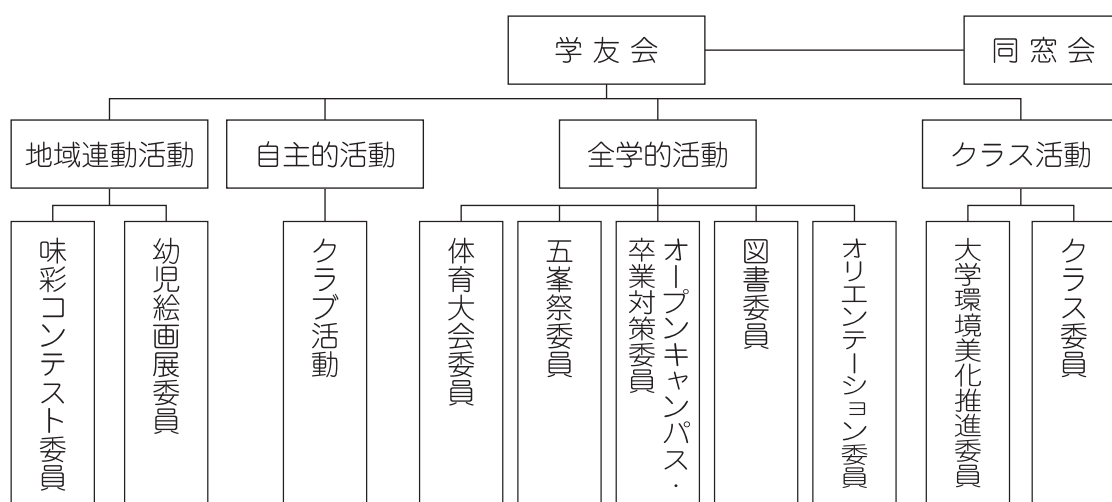 学友会
同窓会
地域連動活動
自主的活動
全学的活動
クラス活動
味彩コンテスト委員
幼児絵画展委員
クラブ活動
体育大会委員
五峯祭委員
オープンキャンパス・
卒業対策委員
図書委員
オリエンテーション委員
大学環境美化推進委員
クラス委員